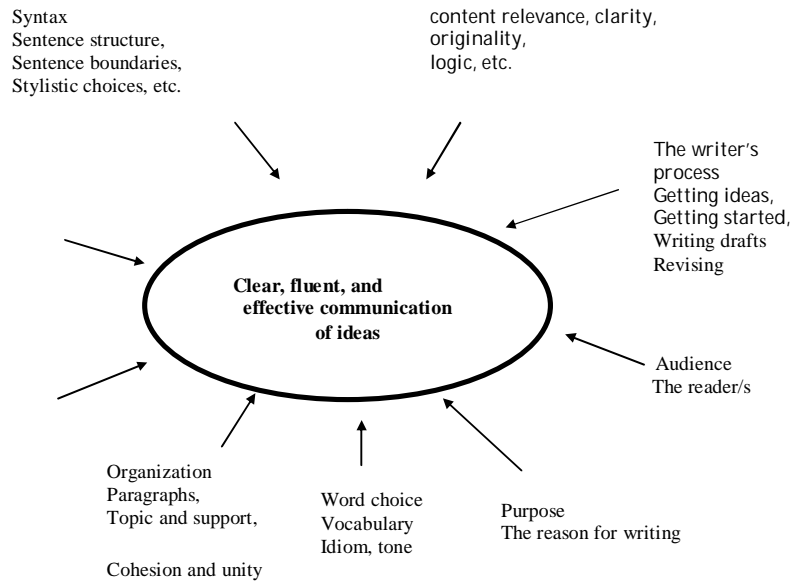 Syntax
Sentence structure,
Sentence boundaries,
Stylistic choices, etc.
content relevance, clarity,
originality,
logic, etc.
The writer's
process
Getting ideas,
Getting started,
Writing drafts
Revising
Clear, fluent, and
effective communication
of ideas
Audience
The reader/s
Organization
Paragraphs,
Topic and support,
Cohesion and unity
Word choice
Vocabulary
Idiom, tone
Purpose
The reason for writing